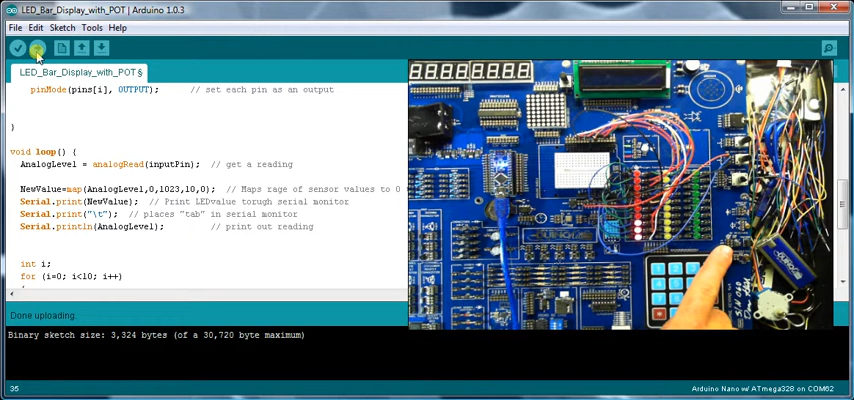 LED_Bar_Display_with_POT | Arduino 1.0.3
File Edit Sketch Tools Help
LED_Bar_Display_with_POT §
pinMode(pins[i], OUTPUT); // set each pin as an output
}
void loop() {
AnalogLevel = analogRead(inputPin); // get a reading
NewValue=map(AnalogLevel,0,1023,10,0); // Maps rage of sensor values to 0
Serial.print(NewValue); // Print LEDvalue torugh serial monitor
Serial.print("\t"); // places "tab" in serial monitor
Serial.println(AnalogLevel); // print out reading
int i;
for (i=0; i<10; i++)
{
Done uploading.
Binary sketch size: 3,324 bytes (of a 30,720 byte maximum)
35
Arduino Nano w/ ATmega328 on COM62